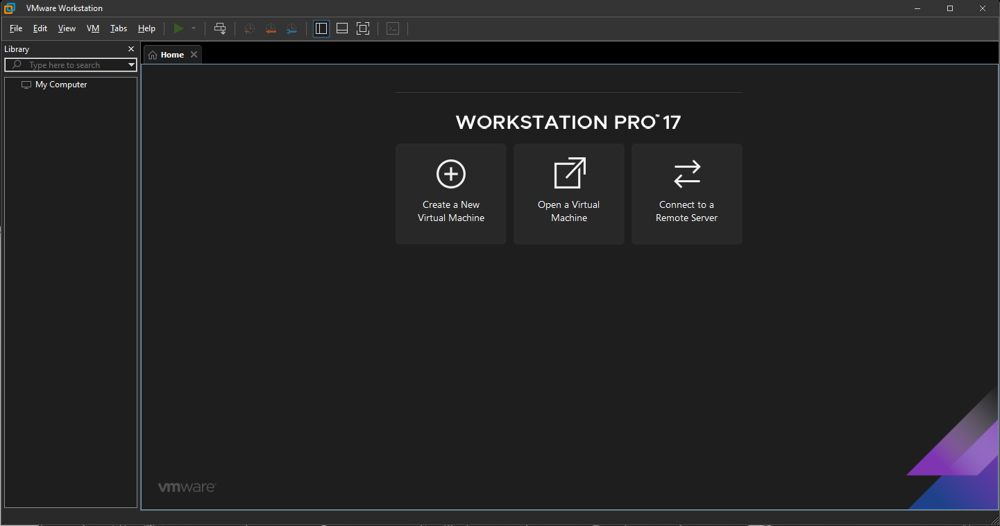 VMware Workstation
File Edit View VM Tabs Help
Library
Type here to search
My Computer
Home
WORKSTATION PRO™ 17
Create a New
Virtual Machine
Open a Virtual
Machine
Connect to a
Remote Server
vmware